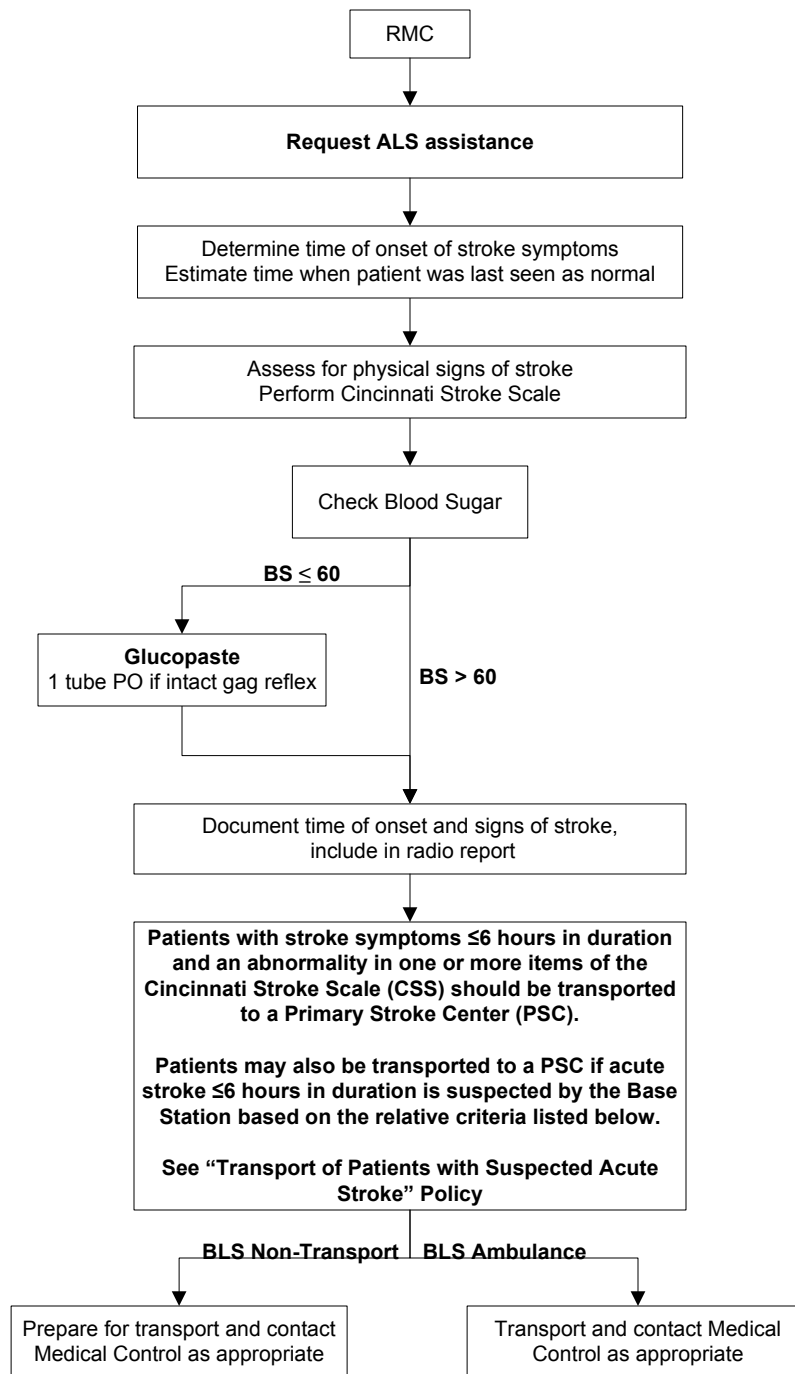 RMC
Request ALS assistance
Determine time of onset of stroke symptoms
Estimate time when patient was last seen as normal
Assess for physical signs of stroke
Perform Cincinnati Stroke Scale
Check Blood Sugar
BS ≤ 60
Glucopaste
1 tube PO if intact gag reflex
BS > 60
Document time of onset and signs of stroke,
include in radio report
Patients with stroke symptoms ≤6 hours in duration
and an abnormality in one or more items of the
Cincinnati Stroke Scale (CSS) should be transported
to a Primary Stroke Center (PSC).
Patients may also be transported to a PSC if acute
stroke ≤6 hours in duration is suspected by the Base
Station based on the relative criteria listed below.
See “Transport of Patients with Suspected Acute
Stroke” Policy
BLS Non-Transport
BLS Ambulance
Prepare for transport and contact
Medical Control as appropriate
Transport and contact Medical
Control as appropriate